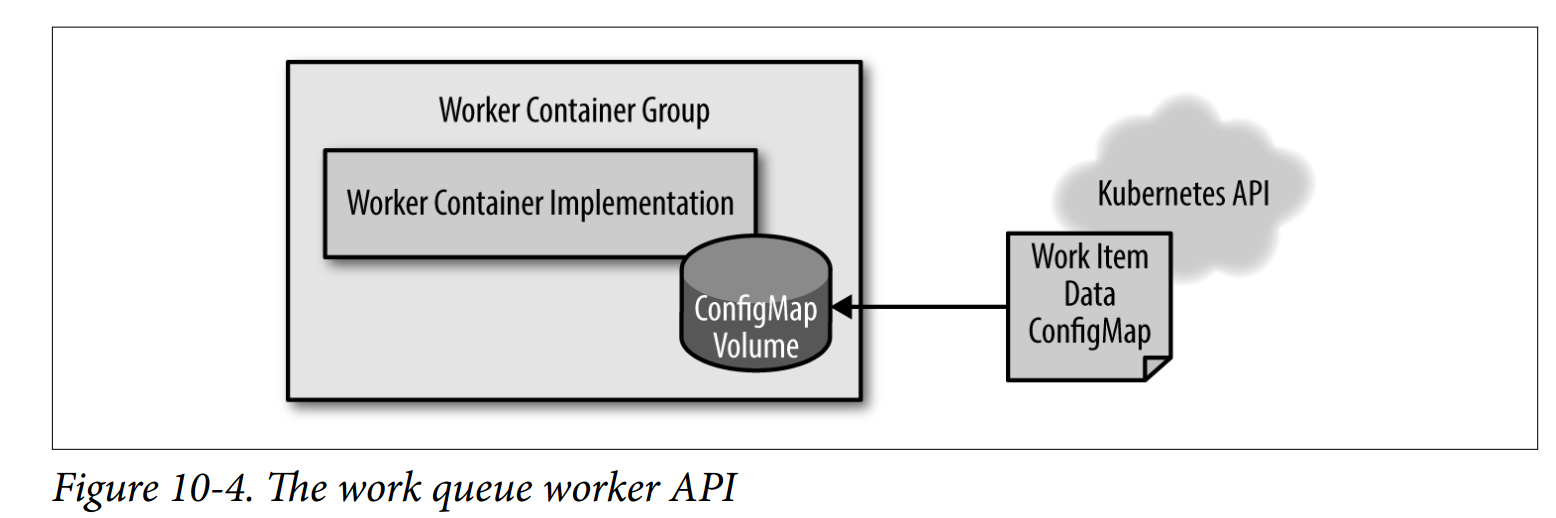 Worker Container Group
Worker Container Implementation
ConfigMap
Volume
Kubernetes API
Work Item
Data
ConfigMap
Figure 10-4. The work queue worker API